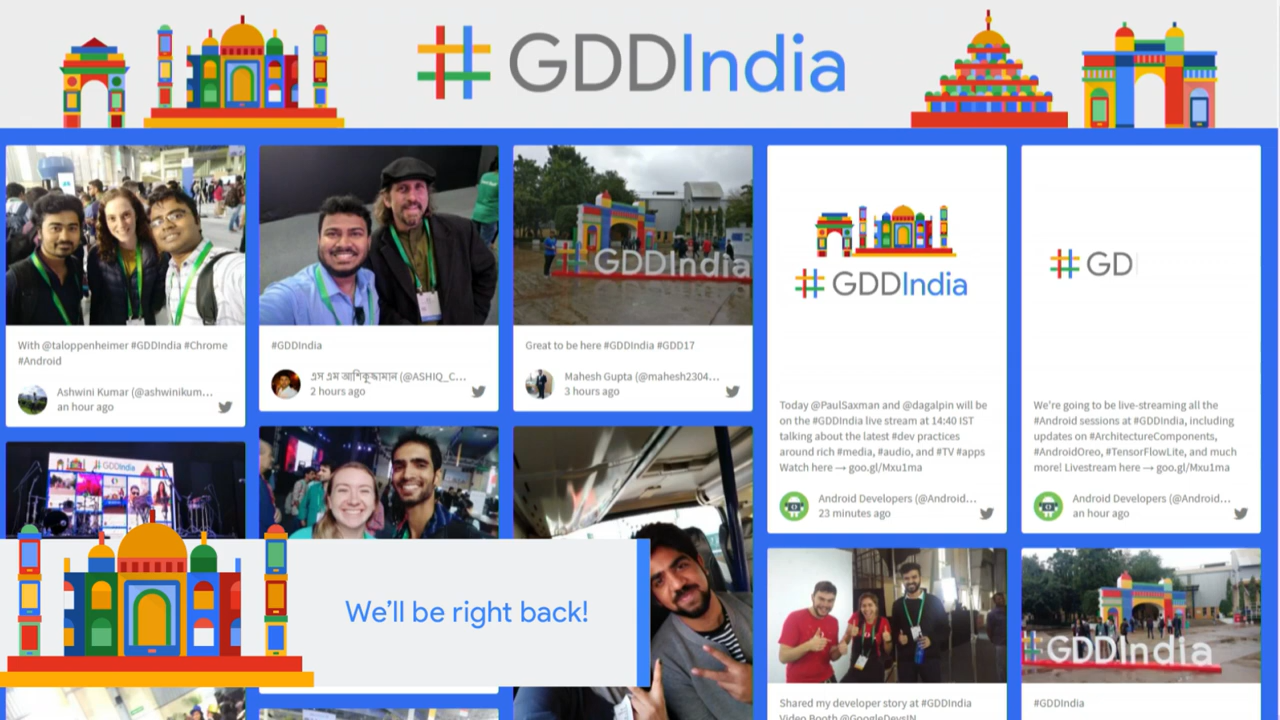 #GDDIndia
With @taloppenheimer #GDDIndia #Chrome
#Android
Ashwini Kumar (@ashwinikum...
an hour ago
#GDDIndia
এস এম আশিকুজ্জামান (@ASHIQ_C...
2 hours ago
#GDDIndia
Great to be here #GDDIndia #GDD17
Mahesh Gupta (@mahesh2304...
3 hours ago
#GDDIndia
Today @PaulSaxman and @dagalpin will be
on the #GDDIndia live stream at 14:40 IST
talking about the latest #dev practices
around rich #media, #audio, and #TV #apps
Watch here → goo.gl/Mxu1ma
Android Developers (@Android...
23 minutes ago
#GD
We're going to be live-streaming all the
#Android sessions at #GDDIndia, including
updates on #ArchitectureComponents,
#AndroidOreo, #TensorFlowLite, and much
more! Livestream here → goo.gl/Mxu1ma
Android Developers (@Android...
an hour ago
#GDDIndia
We'll be right back!
Shared my developer story at #GDDIndia
Video Booth @GoogleDevsIN
#GDDIndia
#GDDIndia